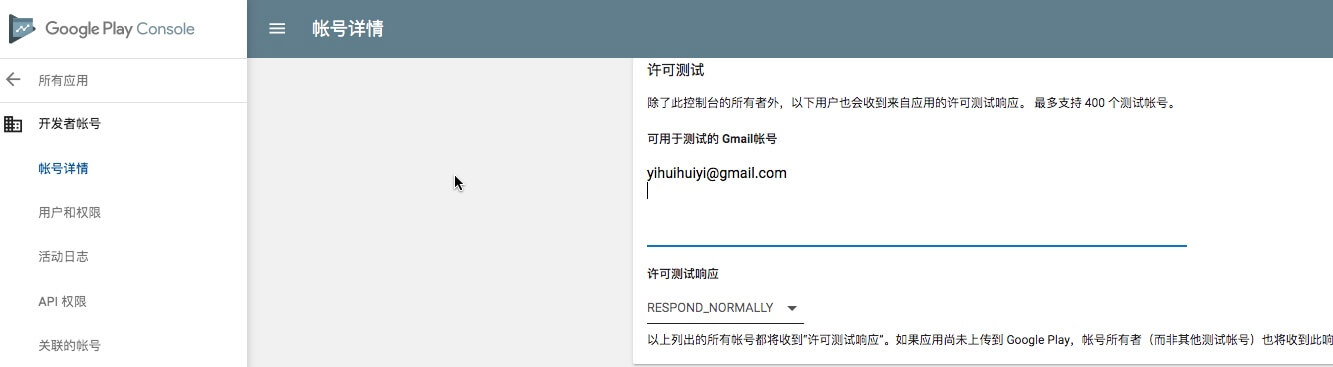 Google Play Console
帐号详情
所有应用
开发者帐号
帐号详情
用户和权限
活动日志
API 权限
关联的帐号
许可测试
除了此控制台的所有者外，以下用户也会收到来自应用的许可测试响应。 最多支持 400 个测试帐号。
可用于测试的 Gmail帐号
yihuihuiyi@gmail.com
许可测试响应
RESPOND_NORMALLY
以上列出的所有帐号都将收到"许可测试响应"。如果应用尚未上传到 Google Play，帐号所有者（而非其他测试帐号）也将收到此响